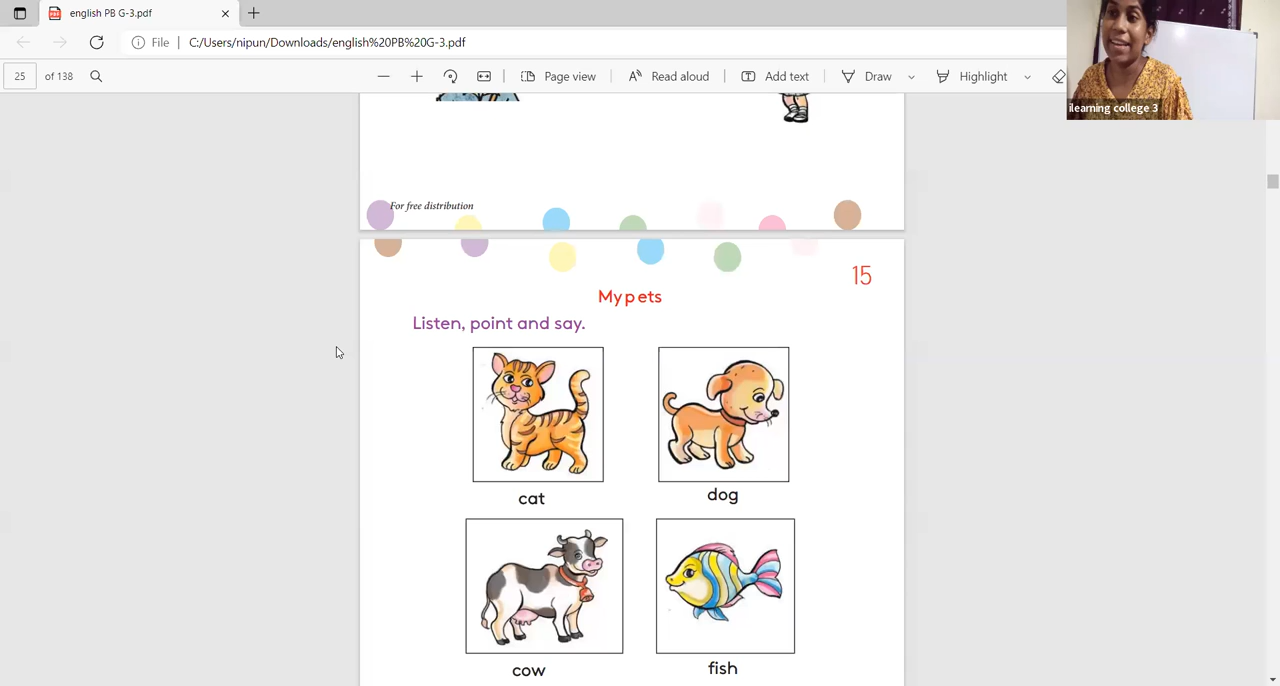 english PB G-3.pdf
File
C:/Users/nipun/Downloads/english%20PB%20G-3.pdf
25 of 138
Page view
Read aloud
Add text
Draw
Highlight
ilearning college 3
For free distribution
15
My pets
Listen, point and say.
cat
dog
cow
fish